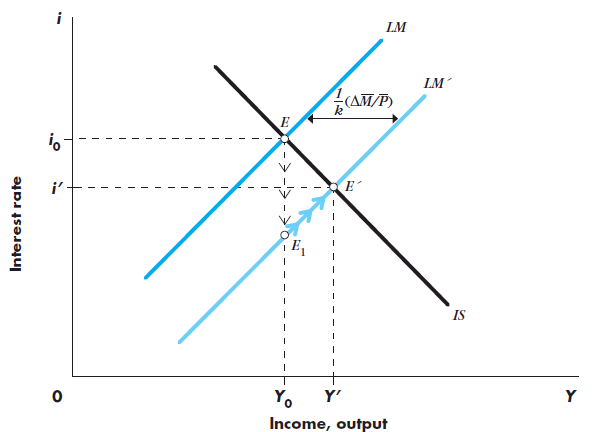 i
LM
LM′
1/k (ΔM̅/P̅)
E
i₀
i′
E′
E₁
IS
Interest rate
0
Y₀
Y′
Y
Income, output